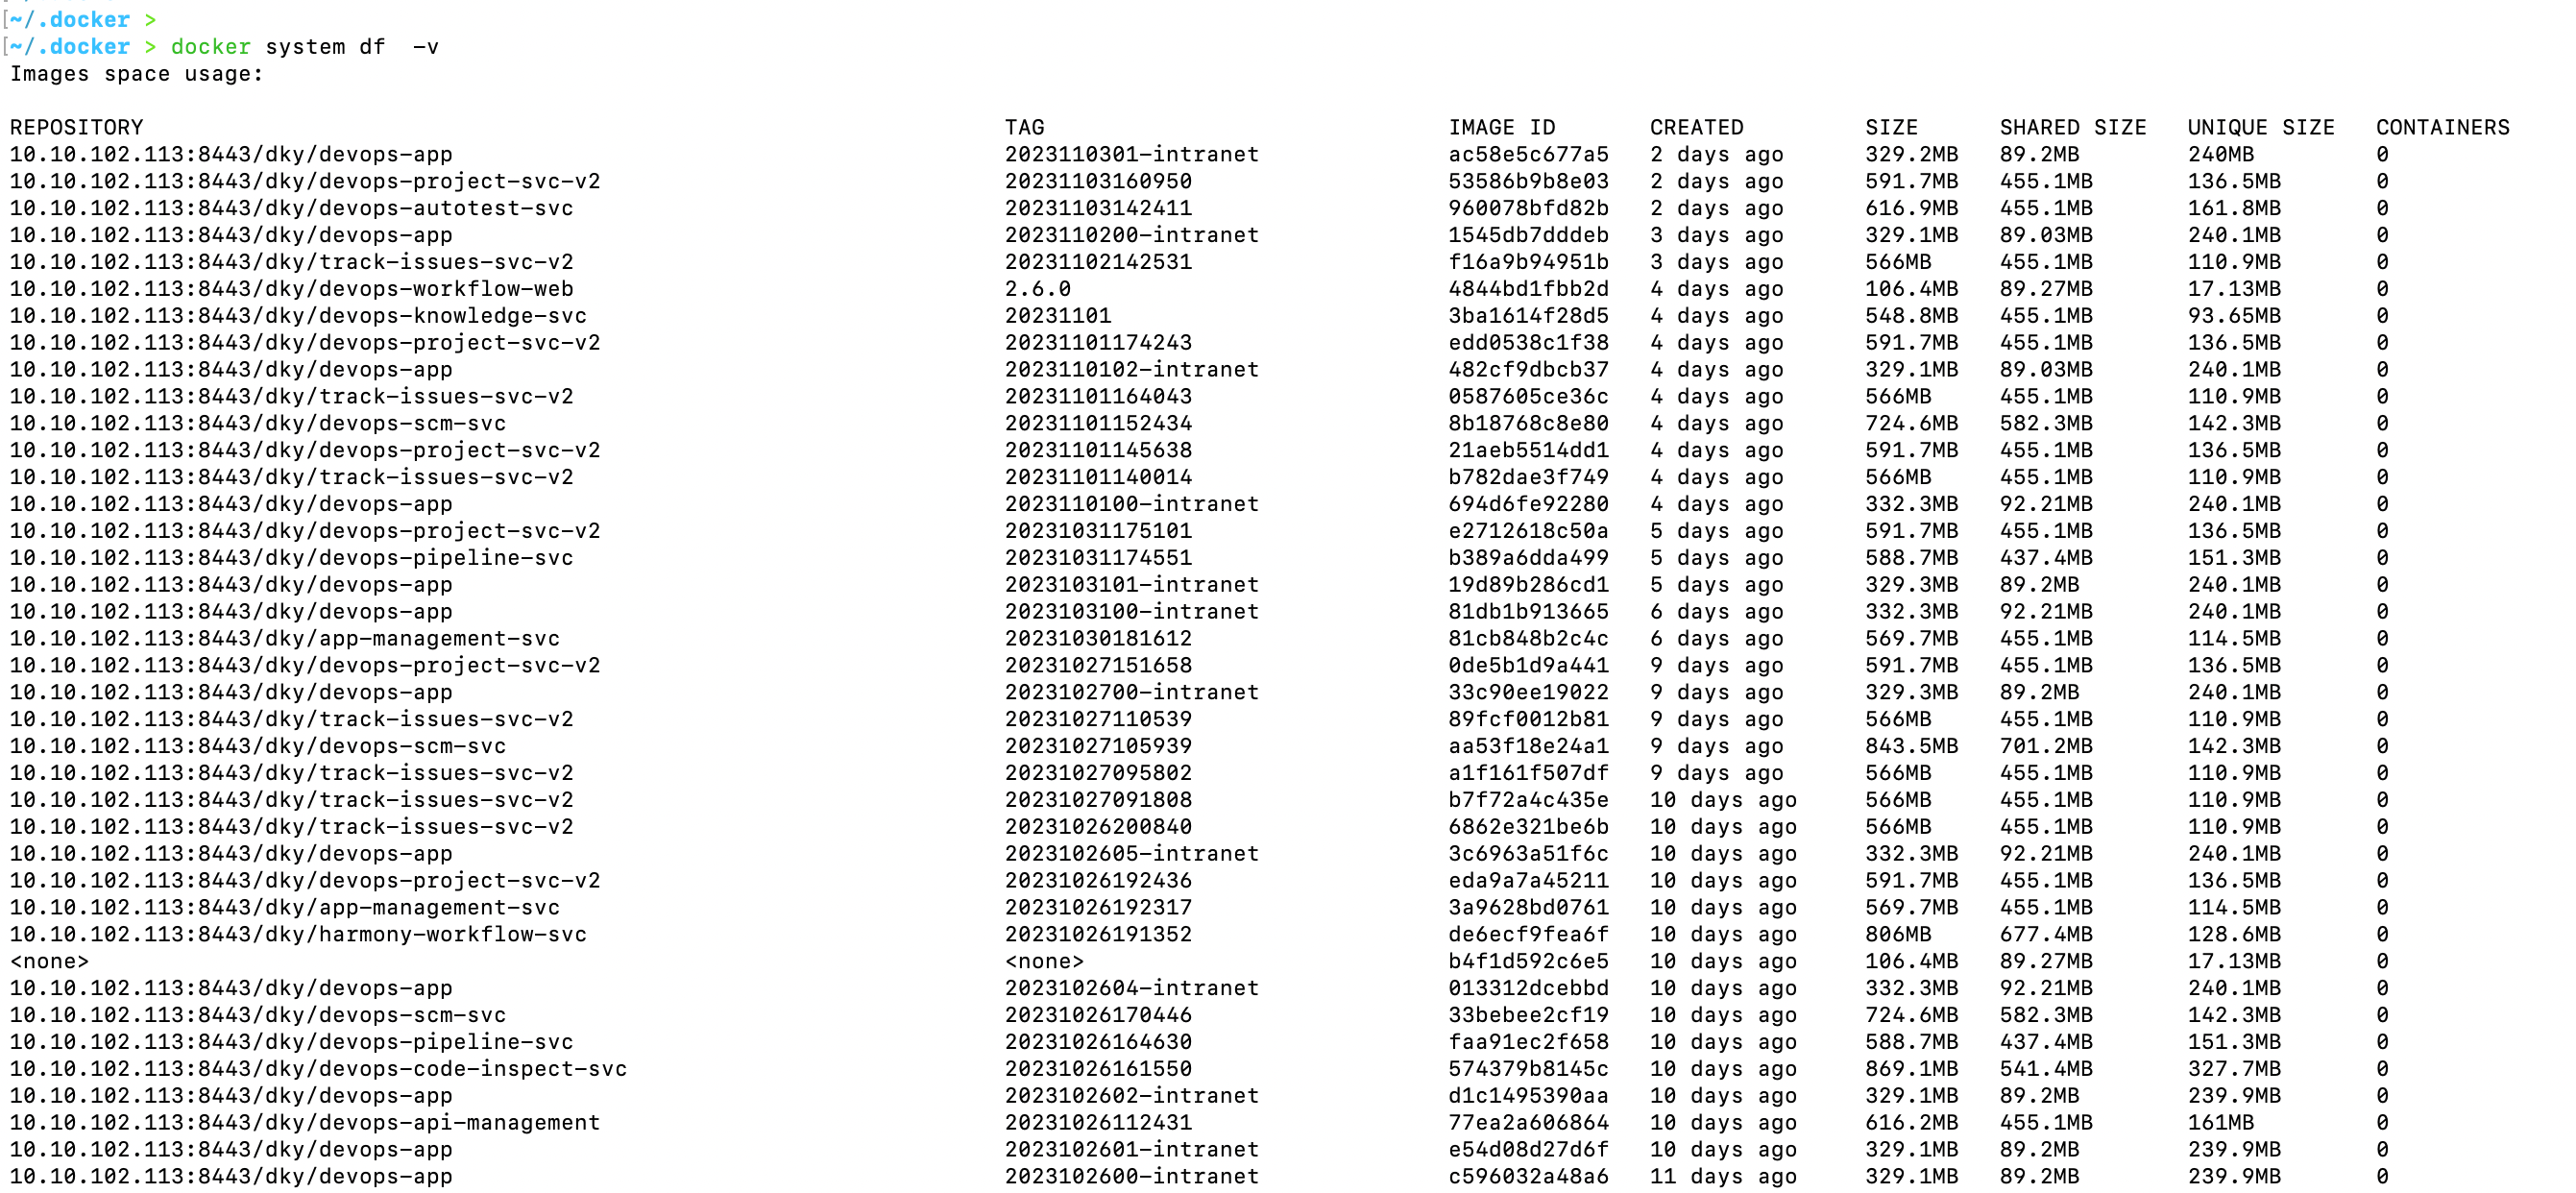 [~/.docker >
[~/.docker > docker system df  -v
Images space usage:
REPOSITORY TAG IMAGE ID CREATED SIZE SHARED SIZE UNIQUE SIZE CONTAINERS
10.10.102.113:8443/dky/devops-app 2023110301-intranet ac58e5c677a5 2 days ago 329.2MB 89.2MB 240MB 0
10.10.102.113:8443/dky/devops-project-svc-v2 20231103160950 53586b9b8e03 2 days ago 591.7MB 455.1MB 136.5MB 0
10.10.102.113:8443/dky/devops-autotest-svc 20231103142411 960078bfd82b 2 days ago 616.9MB 455.1MB 161.8MB 0
10.10.102.113:8443/dky/devops-app 2023110200-intranet 1545db7dddeb 3 days ago 329.1MB 89.03MB 240.1MB 0
10.10.102.113:8443/dky/track-issues-svc-v2 20231102142531 f16a9b94951b 3 days ago 566MB 455.1MB 110.9MB 0
10.10.102.113:8443/dky/devops-workflow-web 2.6.0 4844bd1fbb2d 4 days ago 106.4MB 89.27MB 17.13MB 0
10.10.102.113:8443/dky/devops-knowledge-svc 20231101 3ba1614f28d5 4 days ago 548.8MB 455.1MB 93.65MB 0
10.10.102.113:8443/dky/devops-project-svc-v2 20231101174243 edd0538c1f38 4 days ago 591.7MB 455.1MB 136.5MB 0
10.10.102.113:8443/dky/devops-app 2023110102-intranet 482cf9dbcb37 4 days ago 329.1MB 89.03MB 240.1MB 0
10.10.102.113:8443/dky/track-issues-svc-v2 20231101164043 0587605ce36c 4 days ago 566MB 455.1MB 110.9MB 0
10.10.102.113:8443/dky/devops-scm-svc 20231101152434 8b18768c8e80 4 days ago 724.6MB 582.3MB 142.3MB 0
10.10.102.113:8443/dky/devops-project-svc-v2 20231101145638 21aeb5514dd1 4 days ago 591.7MB 455.1MB 136.5MB 0
10.10.102.113:8443/dky/track-issues-svc-v2 20231101140014 b782dae3f749 4 days ago 566MB 455.1MB 110.9MB 0
10.10.102.113:8443/dky/devops-app 2023110100-intranet 694d6fe92280 4 days ago 332.3MB 92.21MB 240.1MB 0
10.10.102.113:8443/dky/devops-project-svc-v2 20231031175101 e2712618c50a 5 days ago 591.7MB 455.1MB 136.5MB 0
10.10.102.113:8443/dky/devops-pipeline-svc 20231031174551 b389a6dda499 5 days ago 588.7MB 437.4MB 151.3MB 0
10.10.102.113:8443/dky/devops-app 2023103101-intranet 19d89b286cd1 5 days ago 329.3MB 89.2MB 240.1MB 0
10.10.102.113:8443/dky/devops-app 2023103100-intranet 81db1b913665 6 days ago 332.3MB 92.21MB 240.1MB 0
10.10.102.113:8443/dky/app-management-svc 20231030181612 81cb848b2c4c 6 days ago 569.7MB 455.1MB 114.5MB 0
10.10.102.113:8443/dky/devops-project-svc-v2 20231027151658 0de5b1d9a441 9 days ago 591.7MB 455.1MB 136.5MB 0
10.10.102.113:8443/dky/devops-app 2023102700-intranet 33c90ee19022 9 days ago 329.3MB 89.2MB 240.1MB 0
10.10.102.113:8443/dky/track-issues-svc-v2 20231027110539 89fcf0012b81 9 days ago 566MB 455.1MB 110.9MB 0
10.10.102.113:8443/dky/devops-scm-svc 20231027105939 aa53f18e24a1 9 days ago 843.5MB 701.2MB 142.3MB 0
10.10.102.113:8443/dky/track-issues-svc-v2 20231027095802 a1f161f507df 9 days ago 566MB 455.1MB 110.9MB 0
10.10.102.113:8443/dky/track-issues-svc-v2 20231027091808 b7f72a4c435e 10 days ago 566MB 455.1MB 110.9MB 0
10.10.102.113:8443/dky/track-issues-svc-v2 20231026200840 6862e321be6b 10 days ago 566MB 455.1MB 110.9MB 0
10.10.102.113:8443/dky/devops-app 2023102605-intranet 3c6963a51f6c 10 days ago 332.3MB 92.21MB 240.1MB 0
10.10.102.113:8443/dky/devops-project-svc-v2 20231026192436 eda9a7a45211 10 days ago 591.7MB 455.1MB 136.5MB 0
10.10.102.113:8443/dky/app-management-svc 20231026192317 3a9628bd0761 10 days ago 569.7MB 455.1MB 114.5MB 0
10.10.102.113:8443/dky/harmony-workflow-svc 20231026191352 de6ecf9fea6f 10 days ago 806MB 677.4MB 128.6MB 0
<none> <none> b4f1d592c6e5 10 days ago 106.4MB 89.27MB 17.13MB 0
10.10.102.113:8443/dky/devops-app 2023102604-intranet 013312dcebbd 10 days ago 332.3MB 92.21MB 240.1MB 0
10.10.102.113:8443/dky/devops-scm-svc 20231026170446 33bebee2cf19 10 days ago 724.6MB 582.3MB 142.3MB 0
10.10.102.113:8443/dky/devops-pipeline-svc 20231026164630 faa91ec2f658 10 days ago 588.7MB 437.4MB 151.3MB 0
10.10.102.113:8443/dky/devops-code-inspect-svc 20231026161550 574379b8145c 10 days ago 869.1MB 541.4MB 327.7MB 0
10.10.102.113:8443/dky/devops-app 2023102602-intranet d1c1495390aa 10 days ago 329.1MB 89.2MB 239.9MB 0
10.10.102.113:8443/dky/devops-api-management 20231026112431 77ea2a606864 10 days ago 616.2MB 455.1MB 161MB 0
10.10.102.113:8443/dky/devops-app 2023102601-intranet e54d08d27d6f 10 days ago 329.1MB 89.2MB 239.9MB 0
10.10.102.113:8443/dky/devops-app 2023102600-intranet c596032a48a6 11 days ago 329.1MB 89.2MB 239.9MB 0